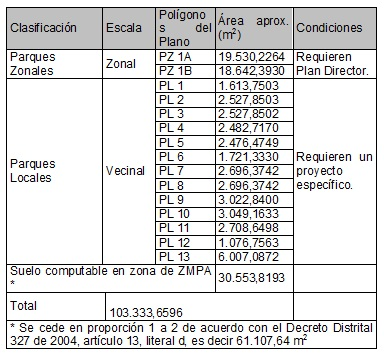 Clasificación Escala Polígono s del Plano Área aprox. (m²) Condiciones
Parques Zonales Zonal PZ 1A 19.530,2264 Requieren Plan Director.
PZ 1B 18.642,3930
Parques Locales Vecinal PL 1 1.613,7503 Requieren un proyecto específico.
PL 2 2.527,8503
PL 3 2.527,8502
PL 4 2.482,7170
PL 5 2.476,4749
PL 6 1.721,3330
PL 7 2.696,3742
PL 8 2.696,3742
PL 9 3.022,8400
PL 10 3.049,1633
PL 11 2.708,6498
PL 12 1.076,7563
PL 13 6.007,0872
Suelo computable en zona de ZMPA * 30.553,8193
Total 103.333,6596
* Se cede en proporción 1 a 2 de acuerdo con el Decreto Distrital
327 de 2004, artículo 13, literal d, es decir 61.107,64 m²